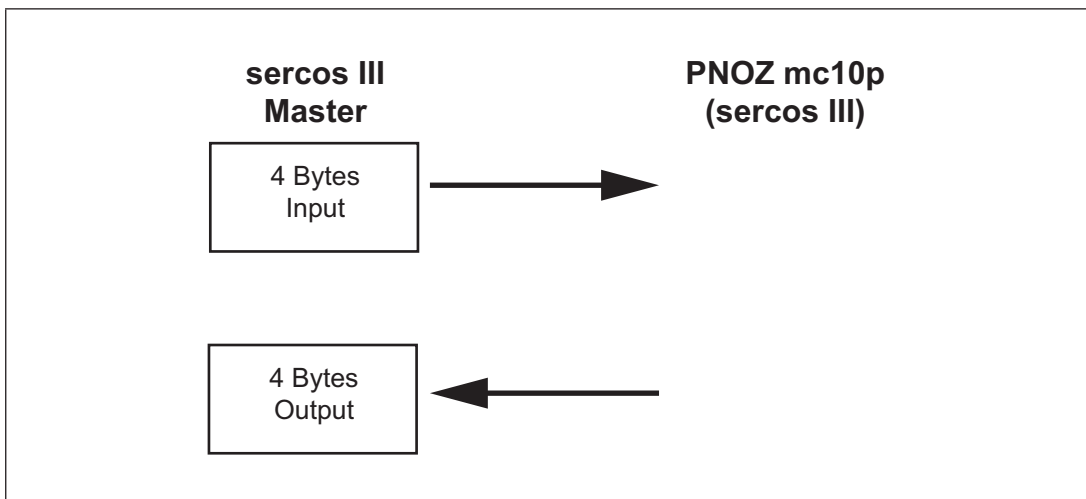 sercos III
Master
PNOZ mc10p
(sercos III)
4 Bytes
Input
4 Bytes
Output